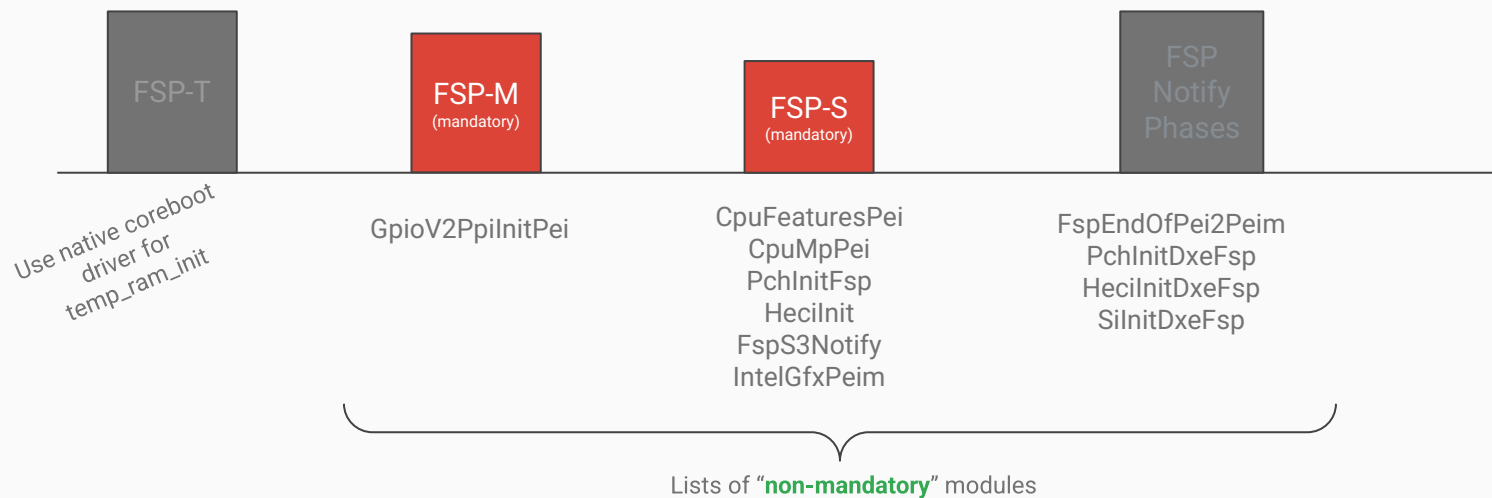 FSP-T
FSP-M
(mandatory)
FSP-S
(mandatory)
FSP
Notify
Phases
Use native coreboot
driver for
temp_ram_init
GpioV2PpiInitPei
CpuFeaturesPei
CpuMpPei
PchInitFsp
HeciInit
FspS3Notify
IntelGfxPeim
FspEndOfPei2Peim
PchInitDxeFsp
HeciInitDxeFsp
SiInitDxeFsp
Lists of “non-mandatory” modules